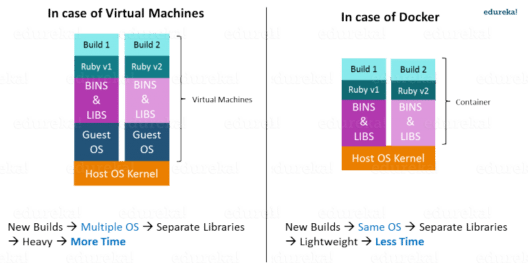 In case of Virtual Machines
Build 1
Build 2
Ruby v1
Ruby v2
BINS
&
LIBS
BINS
&
LIBS
Guest
OS
Guest
OS
Host OS Kernel
Virtual Machines
New Builds → Multiple OS → Separate Libraries
→ Heavy → More Time
In case of Docker
edureka!
Build 1
Build 2
Ruby v1
Ruby v2
BINS
&
LIBS
BINS
&
LIBS
Host OS Kernel
Container
New Builds → Same OS → Separate Libraries
→ Lightweight → Less Time